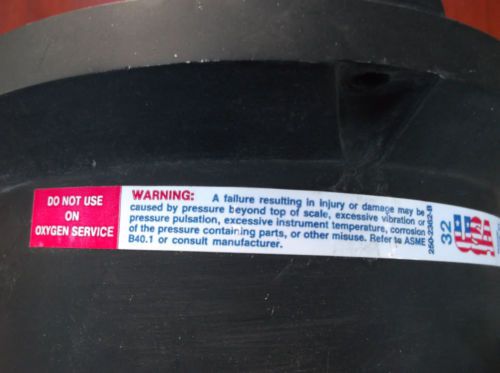 DO NOT USE
ON
OXYGEN SERVICE
WARNING: A failure resulting in injury or damage may be
caused by pressure beyond top of scale, excessive vibration or
pressure pulsation, excessive instrument temperature, corrosion
of the pressure containing parts, or other misuse. Refer to ASME
B40.1 or consult manufacturer.
250-2362-B
32